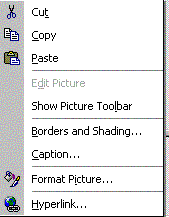 Cut
Copy
Paste
Edit Picture
Show Picture Toolbar
Borders and Shading...
Caption...
Format Picture...
Hyperlink...